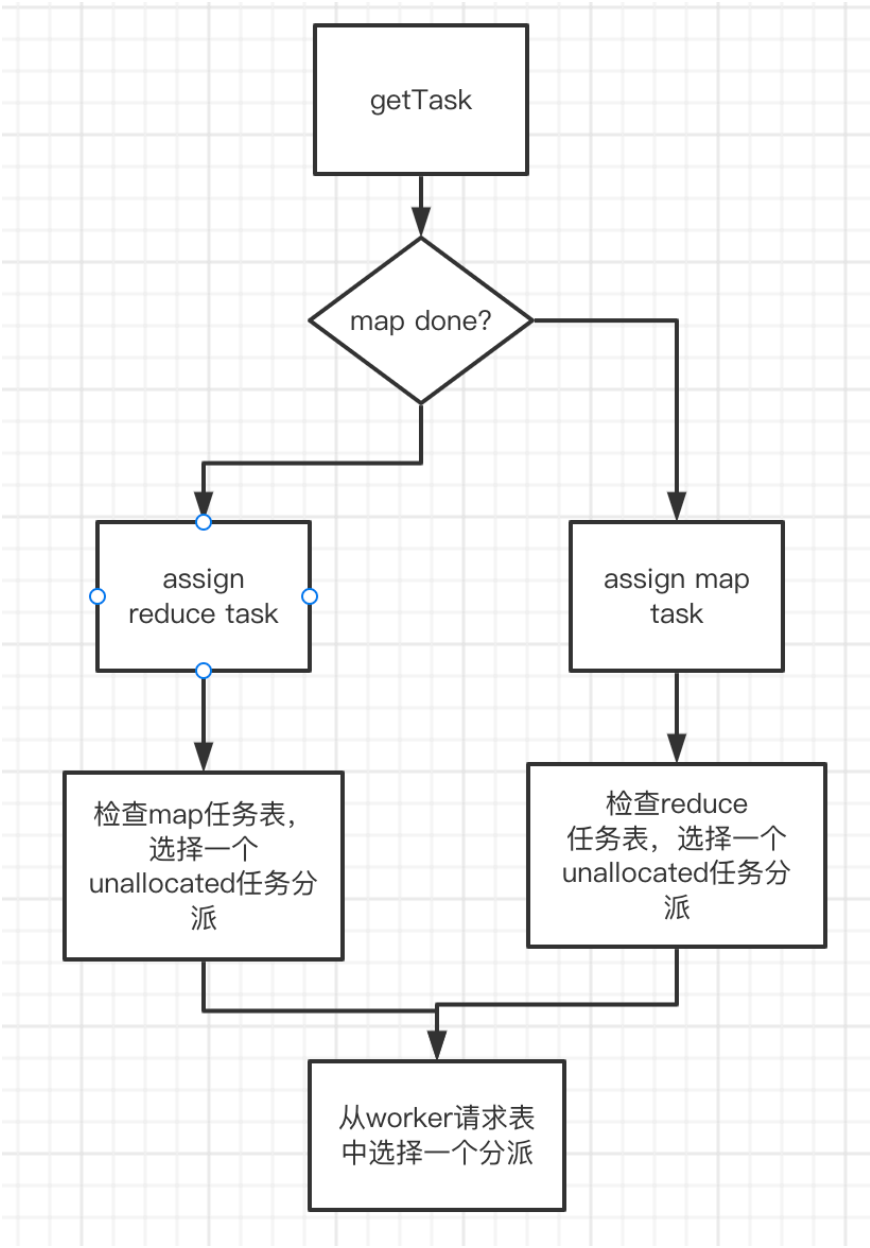 getTask
map done?
assign
reduce task
assign map
task
检查map任务表，
选择一个
unallocated任务分
派
检查reduce
任务表，选择一个
unallocated任务分
派
从worker请求表
中选择一个分派